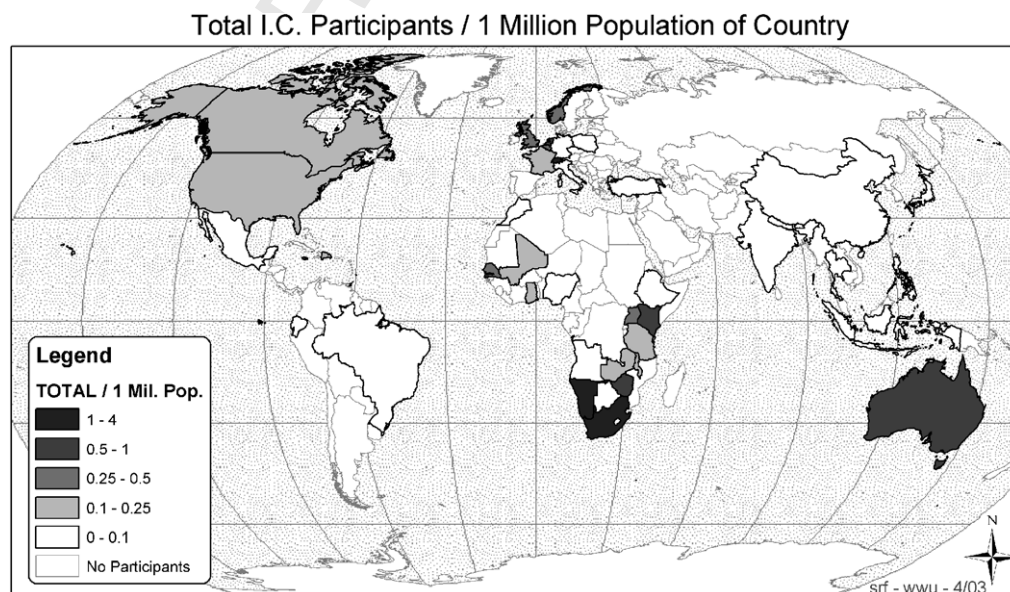 Total I.C. Participants / 1 Million Population of Country
Legend
TOTAL / 1 Mil. Pop.
1 - 4
0.5 - 1
0.25 - 0.5
0.1 - 0.25
0 - 0.1
No Participants
N
srf - wwu - 4/03